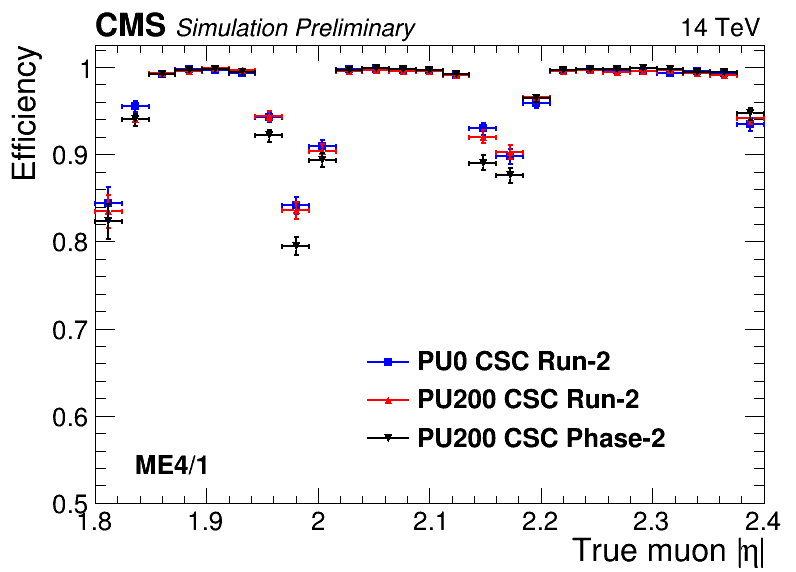 CMS Simulation Preliminary 14 TeV
Efficiency
1
0.9
0.8
0.7
0.6
0.5
PU0 CSC Run-2
PU200 CSC Run-2
PU200 CSC Phase-2
ME4/1
1.8 1.9 2 2.1 2.2 2.3 2.4
True muon |η|